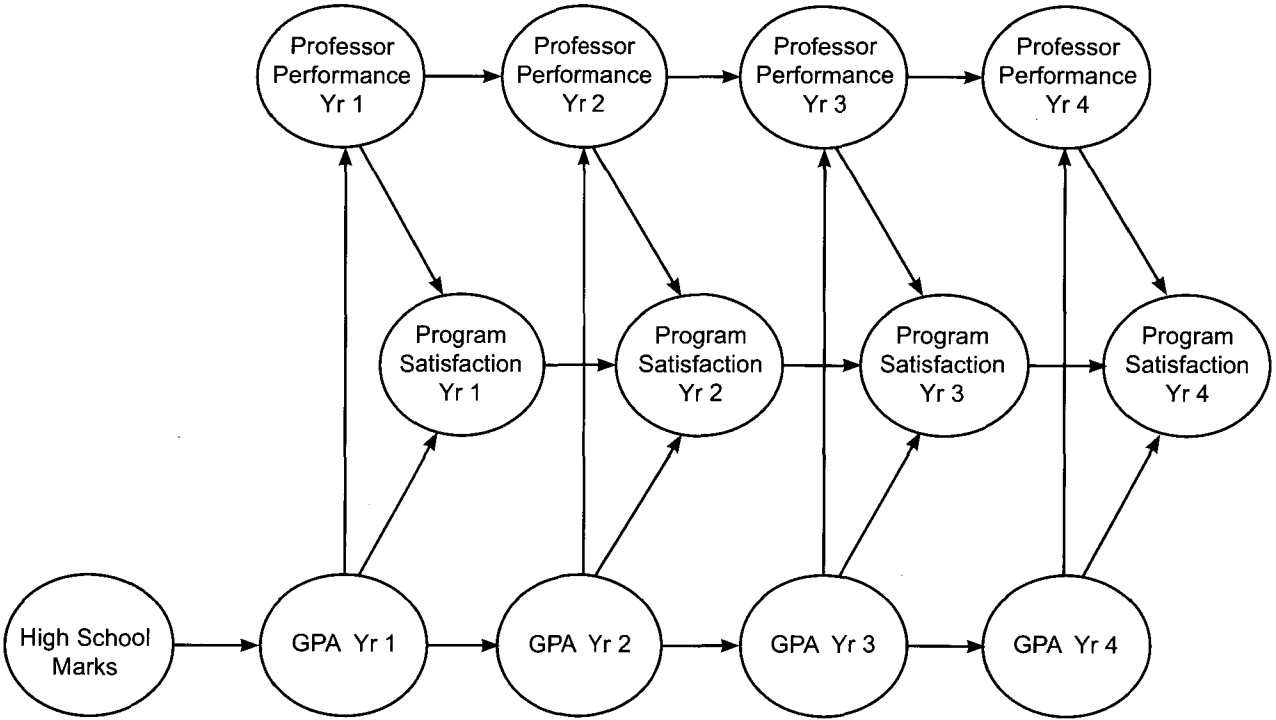 Professor
Performance
Yr 1
Professor
Performance
Yr 2
Professor
Performance
Yr 3
Professor
Performance
Yr 4
Program
Satisfaction
Yr 1
Program
Satisfaction
Yr 2
Program
Satisfaction
Yr 3
Program
Satisfaction
Yr 4
High School
Marks
GPA Yr 1
GPA Yr 2
GPA Yr 3
GPA Yr 4